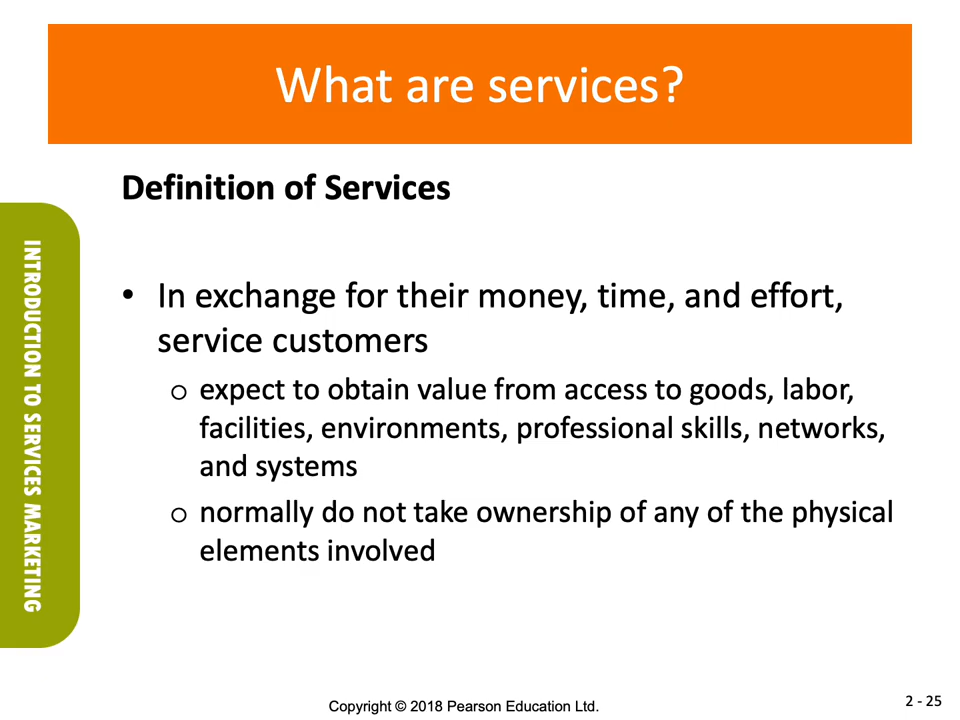 What are services?
Definition of Services
INTRODUCTION TO SERVICES MARKETING
• In exchange for their money, time, and effort,
service customers
o expect to obtain value from access to goods, labor,
facilities, environments, professional skills, networks,
and systems
o normally do not take ownership of any of the physical
elements involved
Copyright © 2018 Pearson Education Ltd.
2 - 25